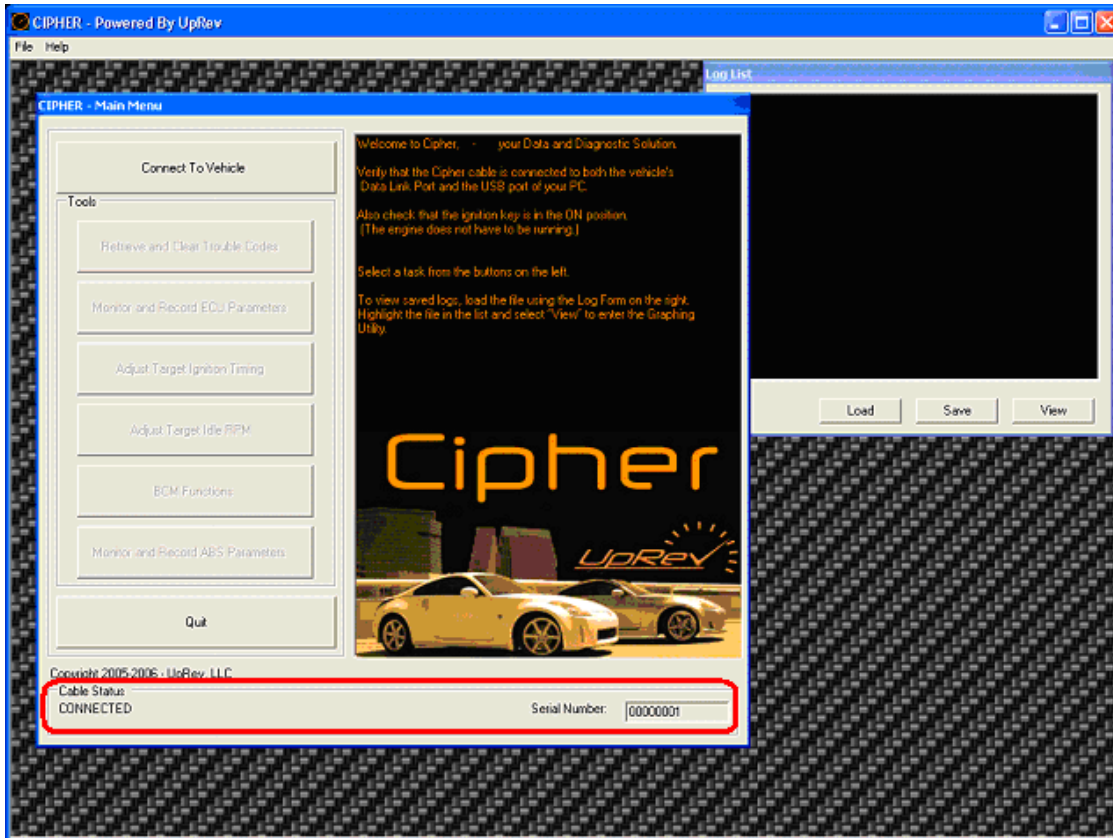 CIPHER - Powered By UpRev
File Help
Log List
CIPHER - Main Menu
Connect To Vehicle
Tools
Retrieve and Clear Trouble Codes
Monitor and Record ECU Parameters
Adjust Target Ignition Timing
Adjust Target Idle RPM
BCM Functions
Monitor and Record ABS Parameters
Quit
Welcome to Cipher, - your Data and Diagnostic Solution.
Verify that the Cipher cable is connected to both the vehicle's
Data Link Port and the USB port of your PC.
Also check that the ignition key is in the ON position.
(The engine does not have to be running.)
Select a task from the buttons on the left.
To view saved logs, load the file using the Log Form on the right.
Highlight the file in the list and select "View" to enter the Graphing
Utility.
Cipher
UpRev
Load Save View
Copyright 2005-2006 - UpRev, LLC
Cable Status
CONNECTED Serial Number: 00000001